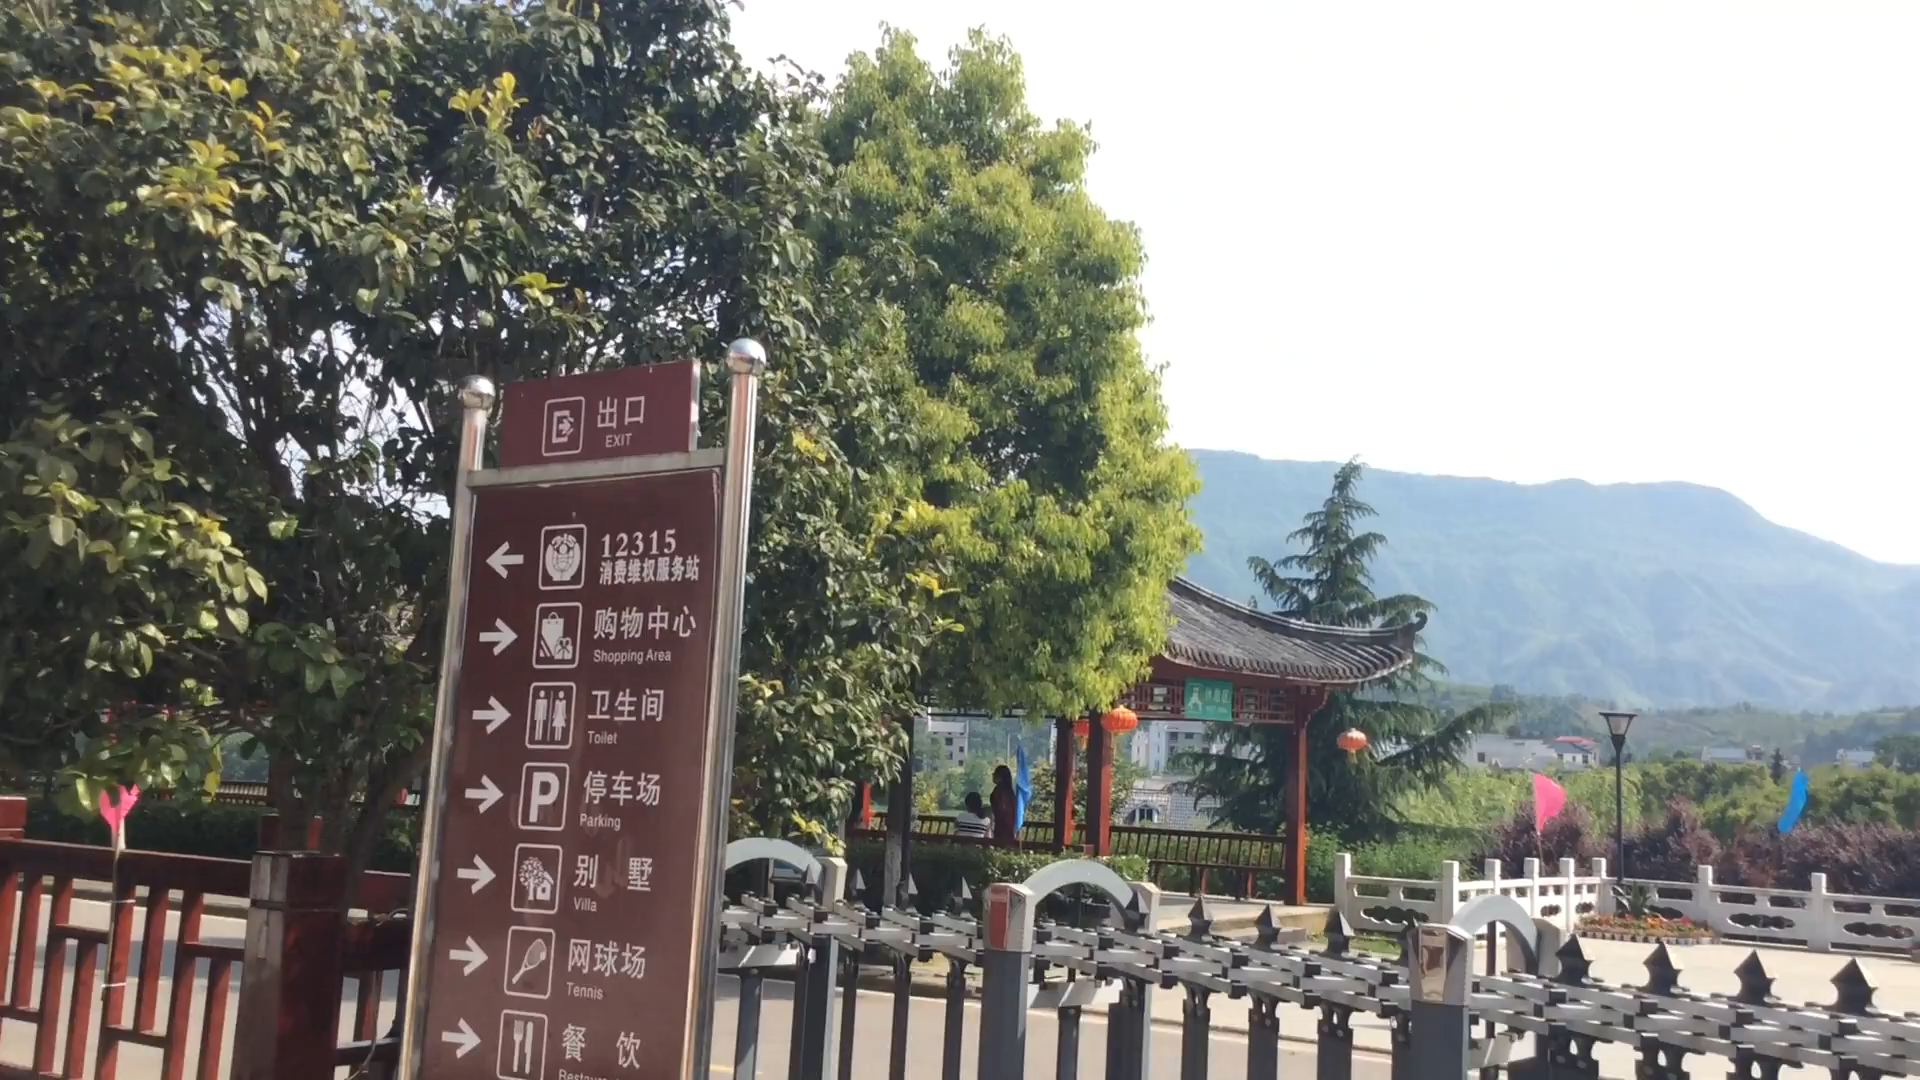 出口
EXIT
12315
消费维权服务站
购物中心
Shopping Area
卫生间
Toilet
P
停车场
Parking
别 墅
Villa
网球场
Tennis
餐 饮